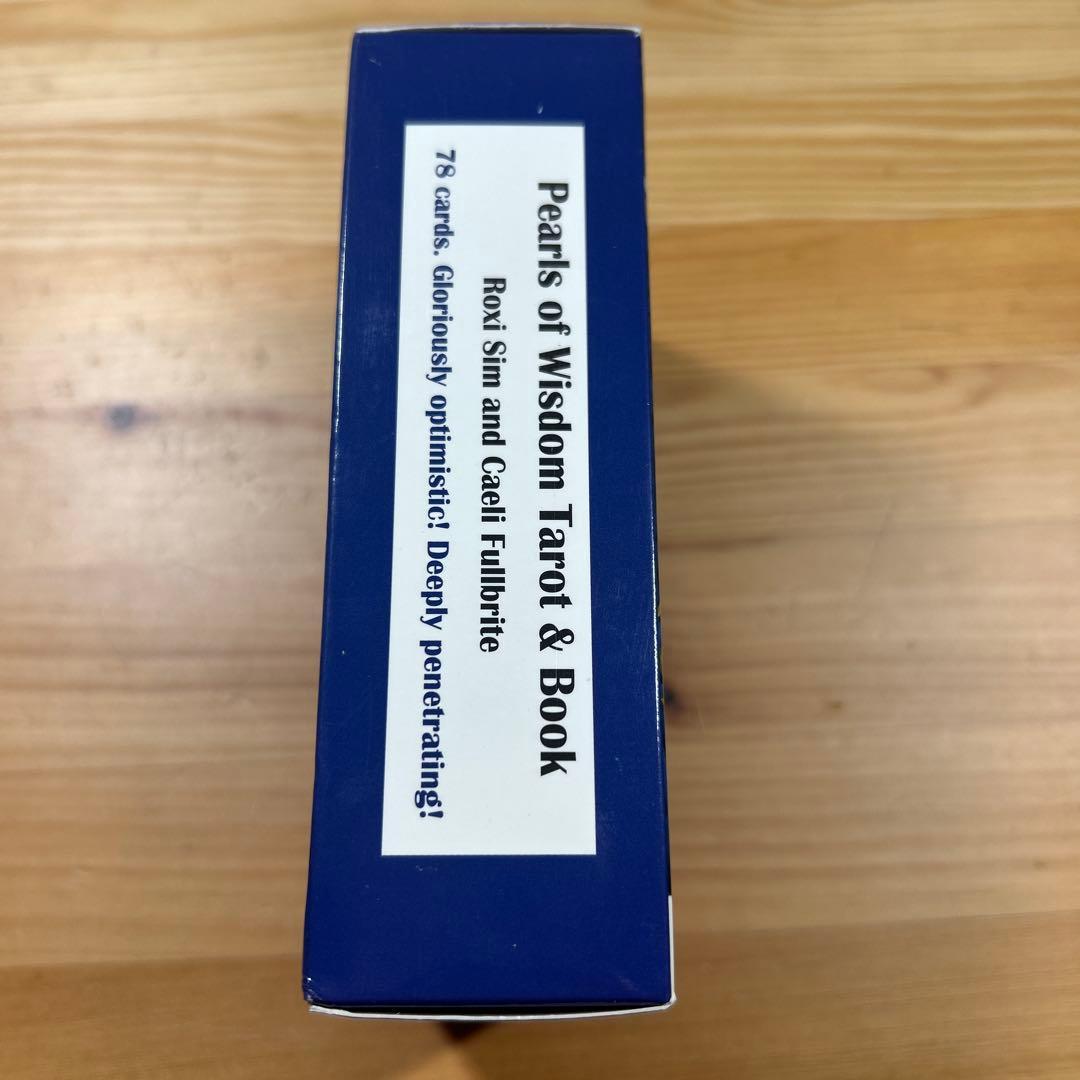 Pearls of Wisdom Tarot & Book
Roxi Sim and Caeli Fullbrite
78 cards. Gloriously optimistic! Deeply penetrating!